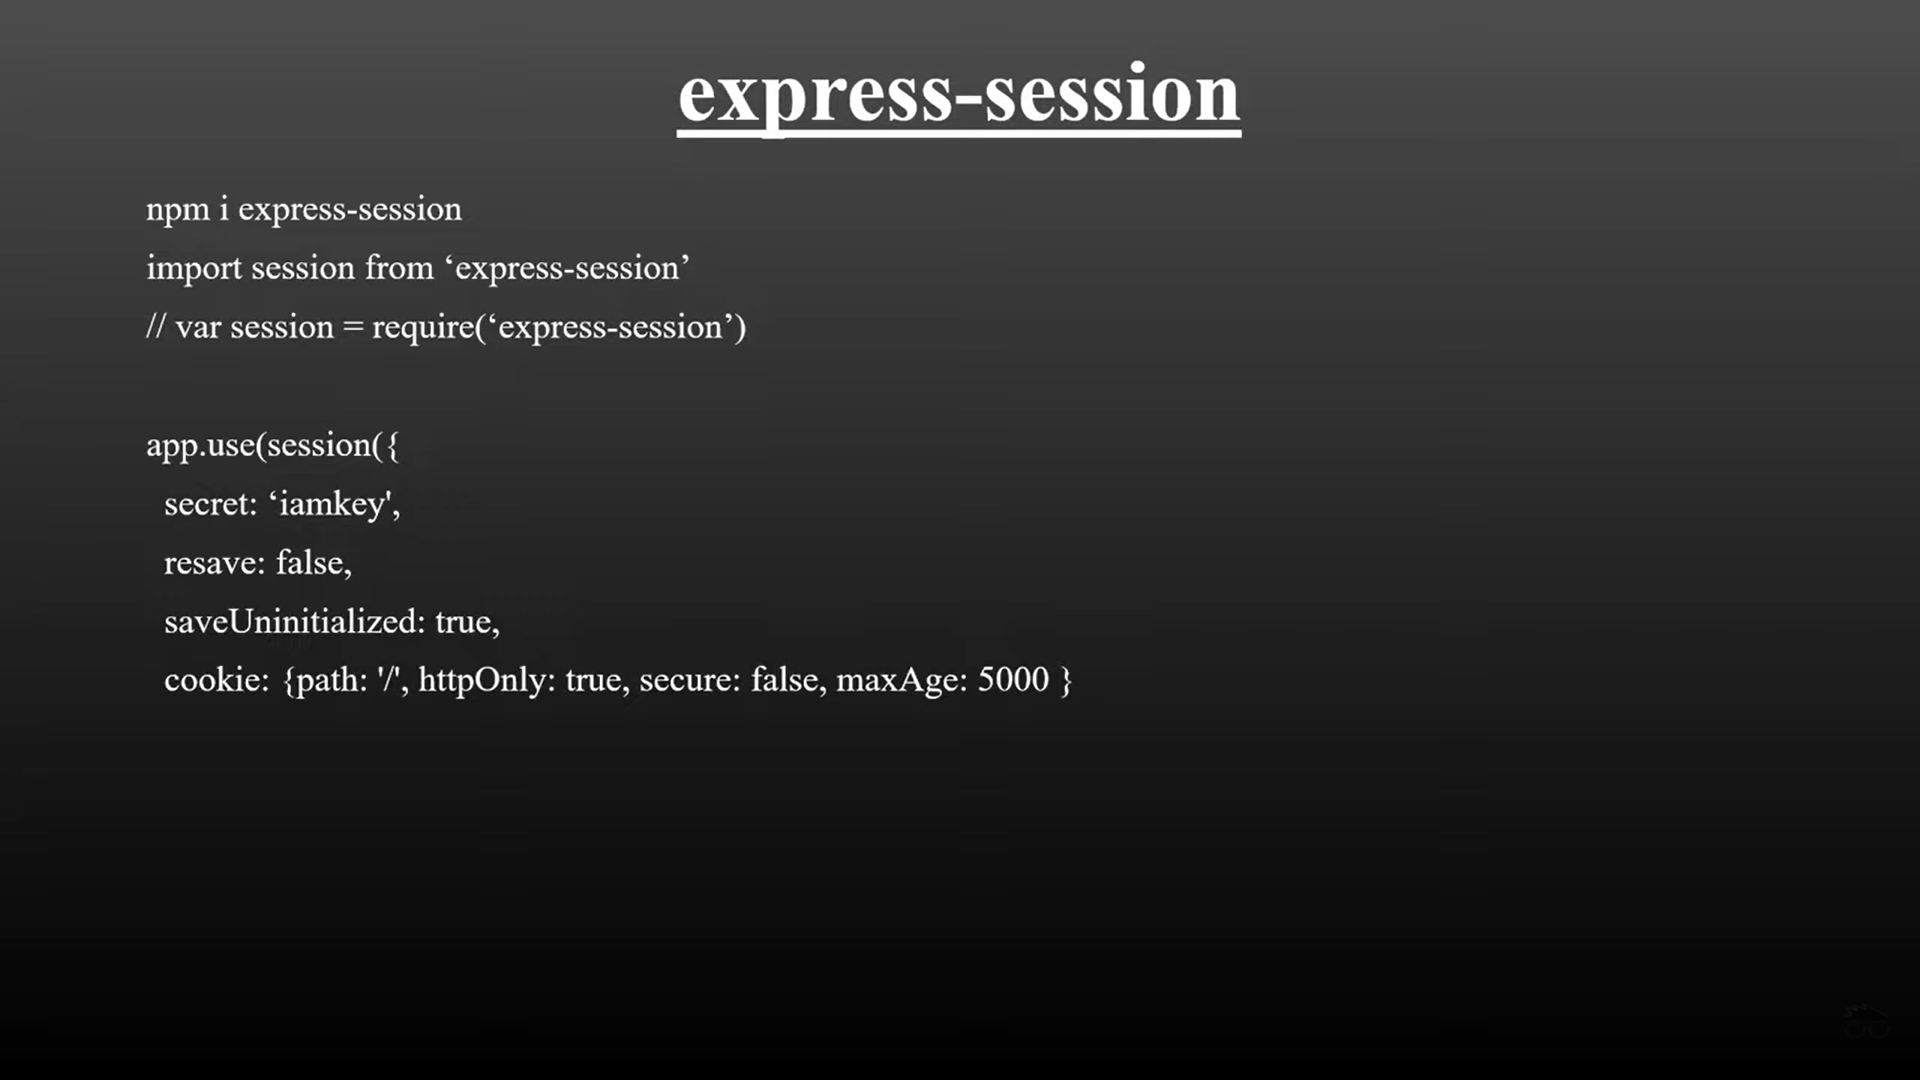 express-session
npm i express-session
import session from ‘express-session’
// var session = require(‘express-session’)
app.use(session({
secret: ‘iamkey',
resave: false,
saveUninitialized: true,
cookie: {path: '/', httpOnly: true, secure: false, maxAge: 5000 }